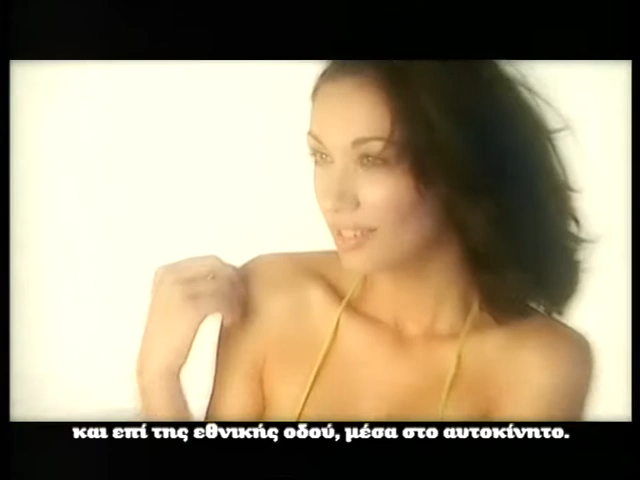 και επί της εθνικής οδού, μέσα στο αυτοκίνητο.